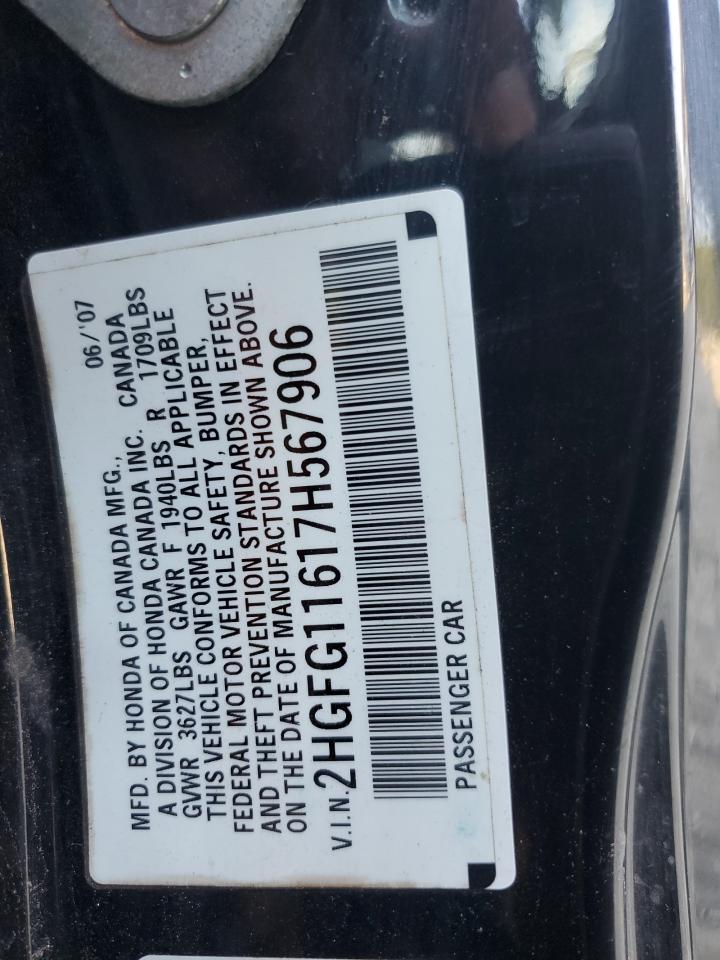 MFD. BY HONDA OF CANADA MFG., 06/'07
A DIVISION OF HONDA CANADA INC. CANADA
GVWR 3627LBS GAWR F 1940LBS R 1709LBS
THIS VEHICLE CONFORMS TO ALL APPLICABLE
FEDERAL MOTOR VEHICLE SAFETY, BUMPER,
AND THEFT PREVENTION STANDARDS IN EFFECT
ON THE DATE OF MANUFACTURE SHOWN ABOVE.
V.I.N. 2HGFG11617H567906
PASSENGER CAR